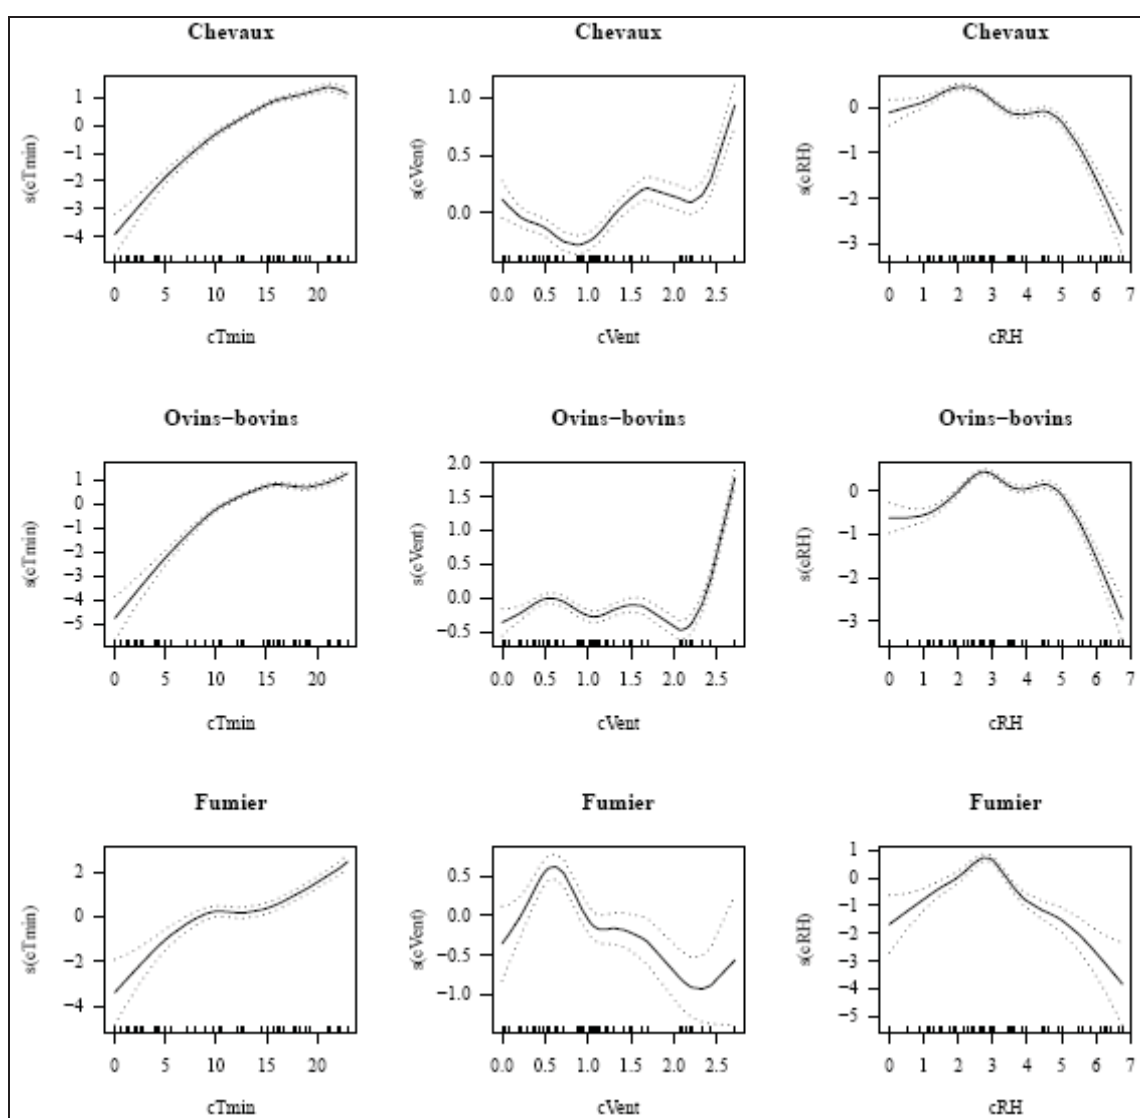 Chevaux Chevaux Chevaux
s(cTmin) 1 0 −1 −2 −3 −4 s(cVent) 1.0 0.5 0.0 s(cRH) 0 −1 −2 −3
0 5 10 15 20 0.0 0.5 1.0 1.5 2.0 2.5 0 1 2 3 4 5 6 7
cTmin cVent cRH
Ovins−bovins Ovins−bovins Ovins−bovins
s(cTmin) 1 0 −1 −2 −3 −4 −5 s(cVent) 2.0 1.5 1.0 0.5 0.0 −0.5 s(cRH) 0 −1 −2 −3
0 5 10 15 20 0.0 0.5 1.0 1.5 2.0 2.5 0 1 2 3 4 5 6 7
cTmin cVent cRH
Fumier Fumier Fumier
s(cTmin) 2 0 −2 −4 s(cVent) 0.5 0.0 −0.5 −1.0 s(cRH) 1 0 −1 −2 −3 −4 −5
0 5 10 15 20 0.0 0.5 1.0 1.5 2.0 2.5 0 1 2 3 4 5 6 7
cTmin cVent cRH